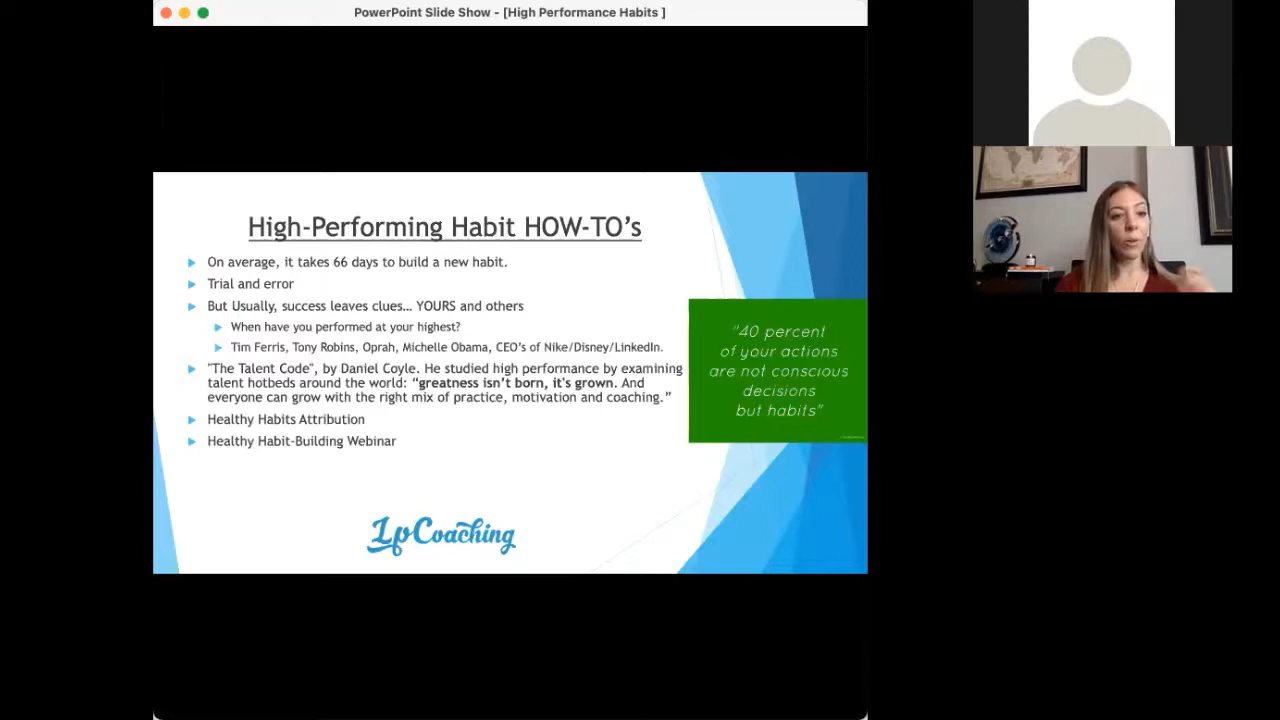 PowerPoint Slide Show - [High Performance Habits ]
High-Performing Habit HOW-TO’s
On average, it takes 66 days to build a new habit.
Trial and error
But Usually, success leaves clues… YOURS and others
When have you performed at your highest?
Tim Ferris, Tony Robins, Oprah, Michelle Obama, CEO’s of Nike/Disney/LinkedIn.
"The Talent Code", by Daniel Coyle. He studied high performance by examining
talent hotbeds around the world: “greatness isn’t born, it's grown. And
everyone can grow with the right mix of practice, motivation and coaching.”
Healthy Habits Attribution
Healthy Habit-Building Webinar
"40 percent
of your actions
are not conscious
decisions
but habits"
LpCoaching